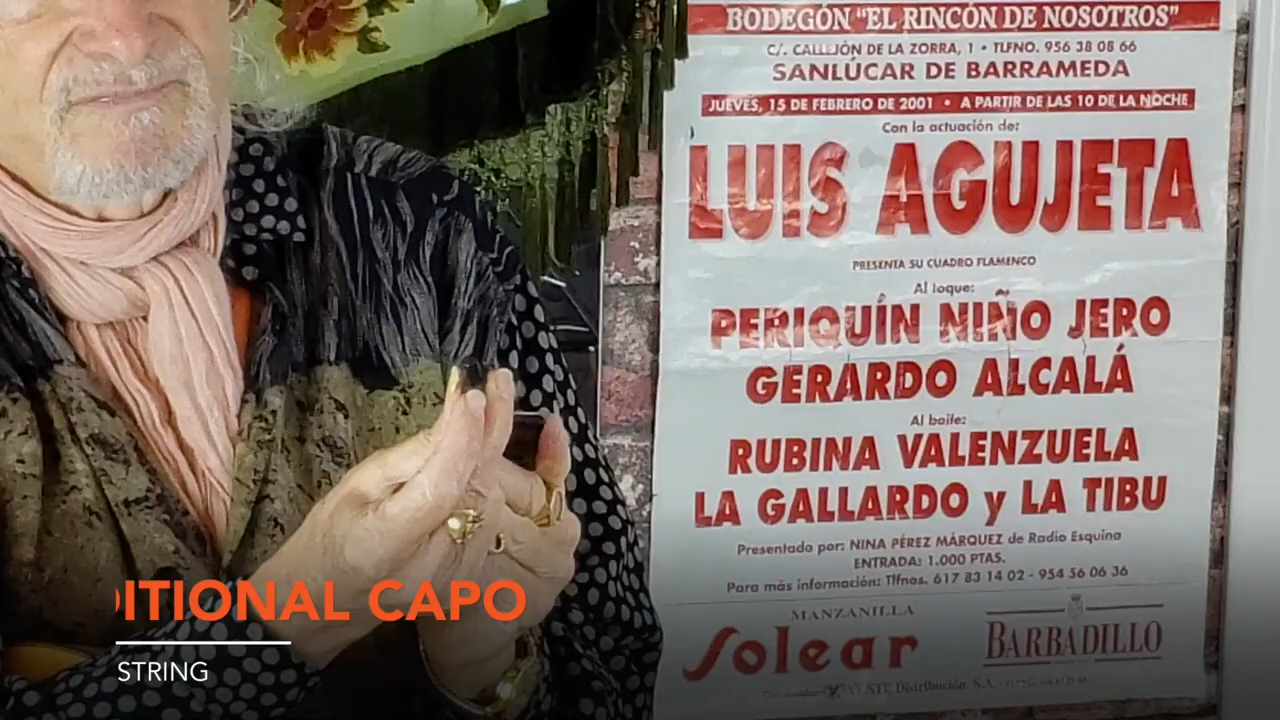 BODEGÓN "EL RINCÓN DE NOSOTROS"
C/. CALLEJÓN DE LA ZORRA, 1 • TLFNO. 956 38 08 66
SANLÚCAR DE BARRAMEDA
JUEVES, 15 DE FEBRERO DE 2001 • A PARTIR DE LAS 10 DE LA NOCHE
Con la actuación de:
LUIS AGUJETA
PRESENTA SU CUADRO FLAMENCO
Al toque:
PERIQUÍN NIÑO JERO
GERARDO ALCALÁ
Al baile:
RUBINA VALENZUELA
LA GALLARDO y LA TIBU
Presentado por: NINA PÉREZ MÁRQUEZ de Radio Esquina
ENTRADA: 1.000 PTAS.
Para más información: Tlfnos. 617 83 14 02 - 954 56 06 36
MANZANILLA
Solear
BARBADILLO
Distribución, S.A.
DITIONAL CAPO
STRING